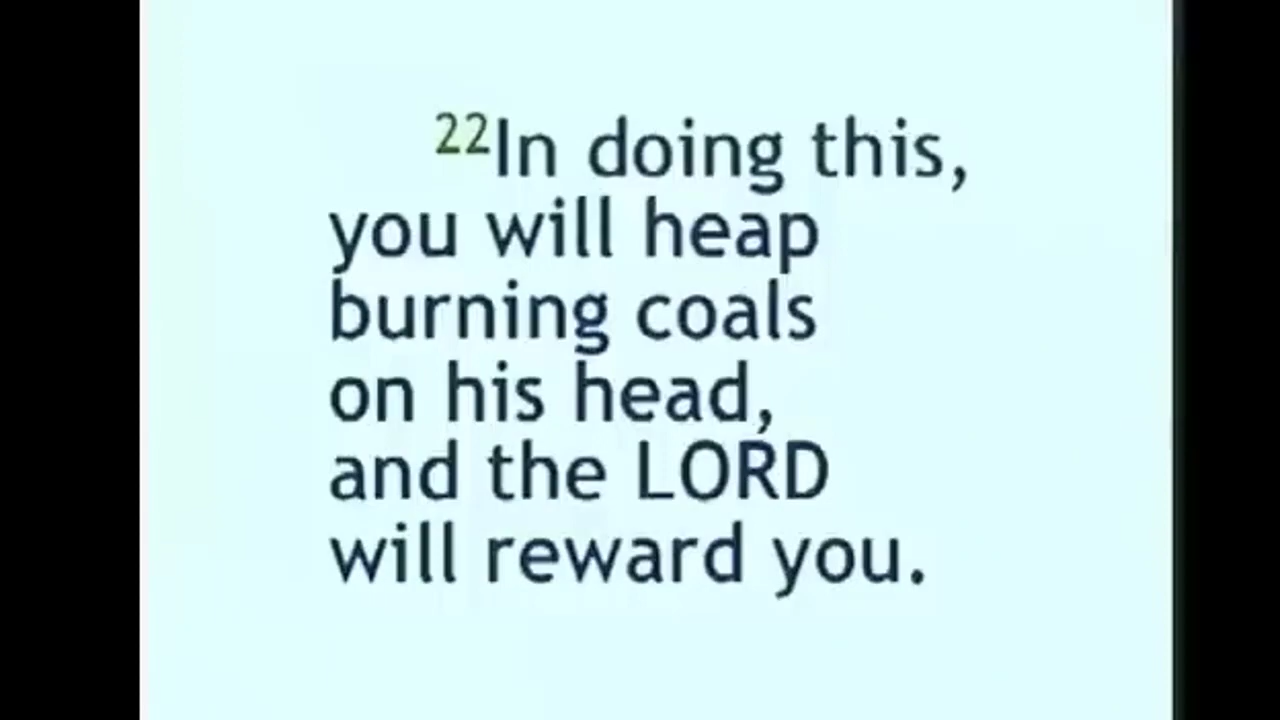 22In doing this,
you will heap
burning coals
on his head,
and the LORD
will reward you.